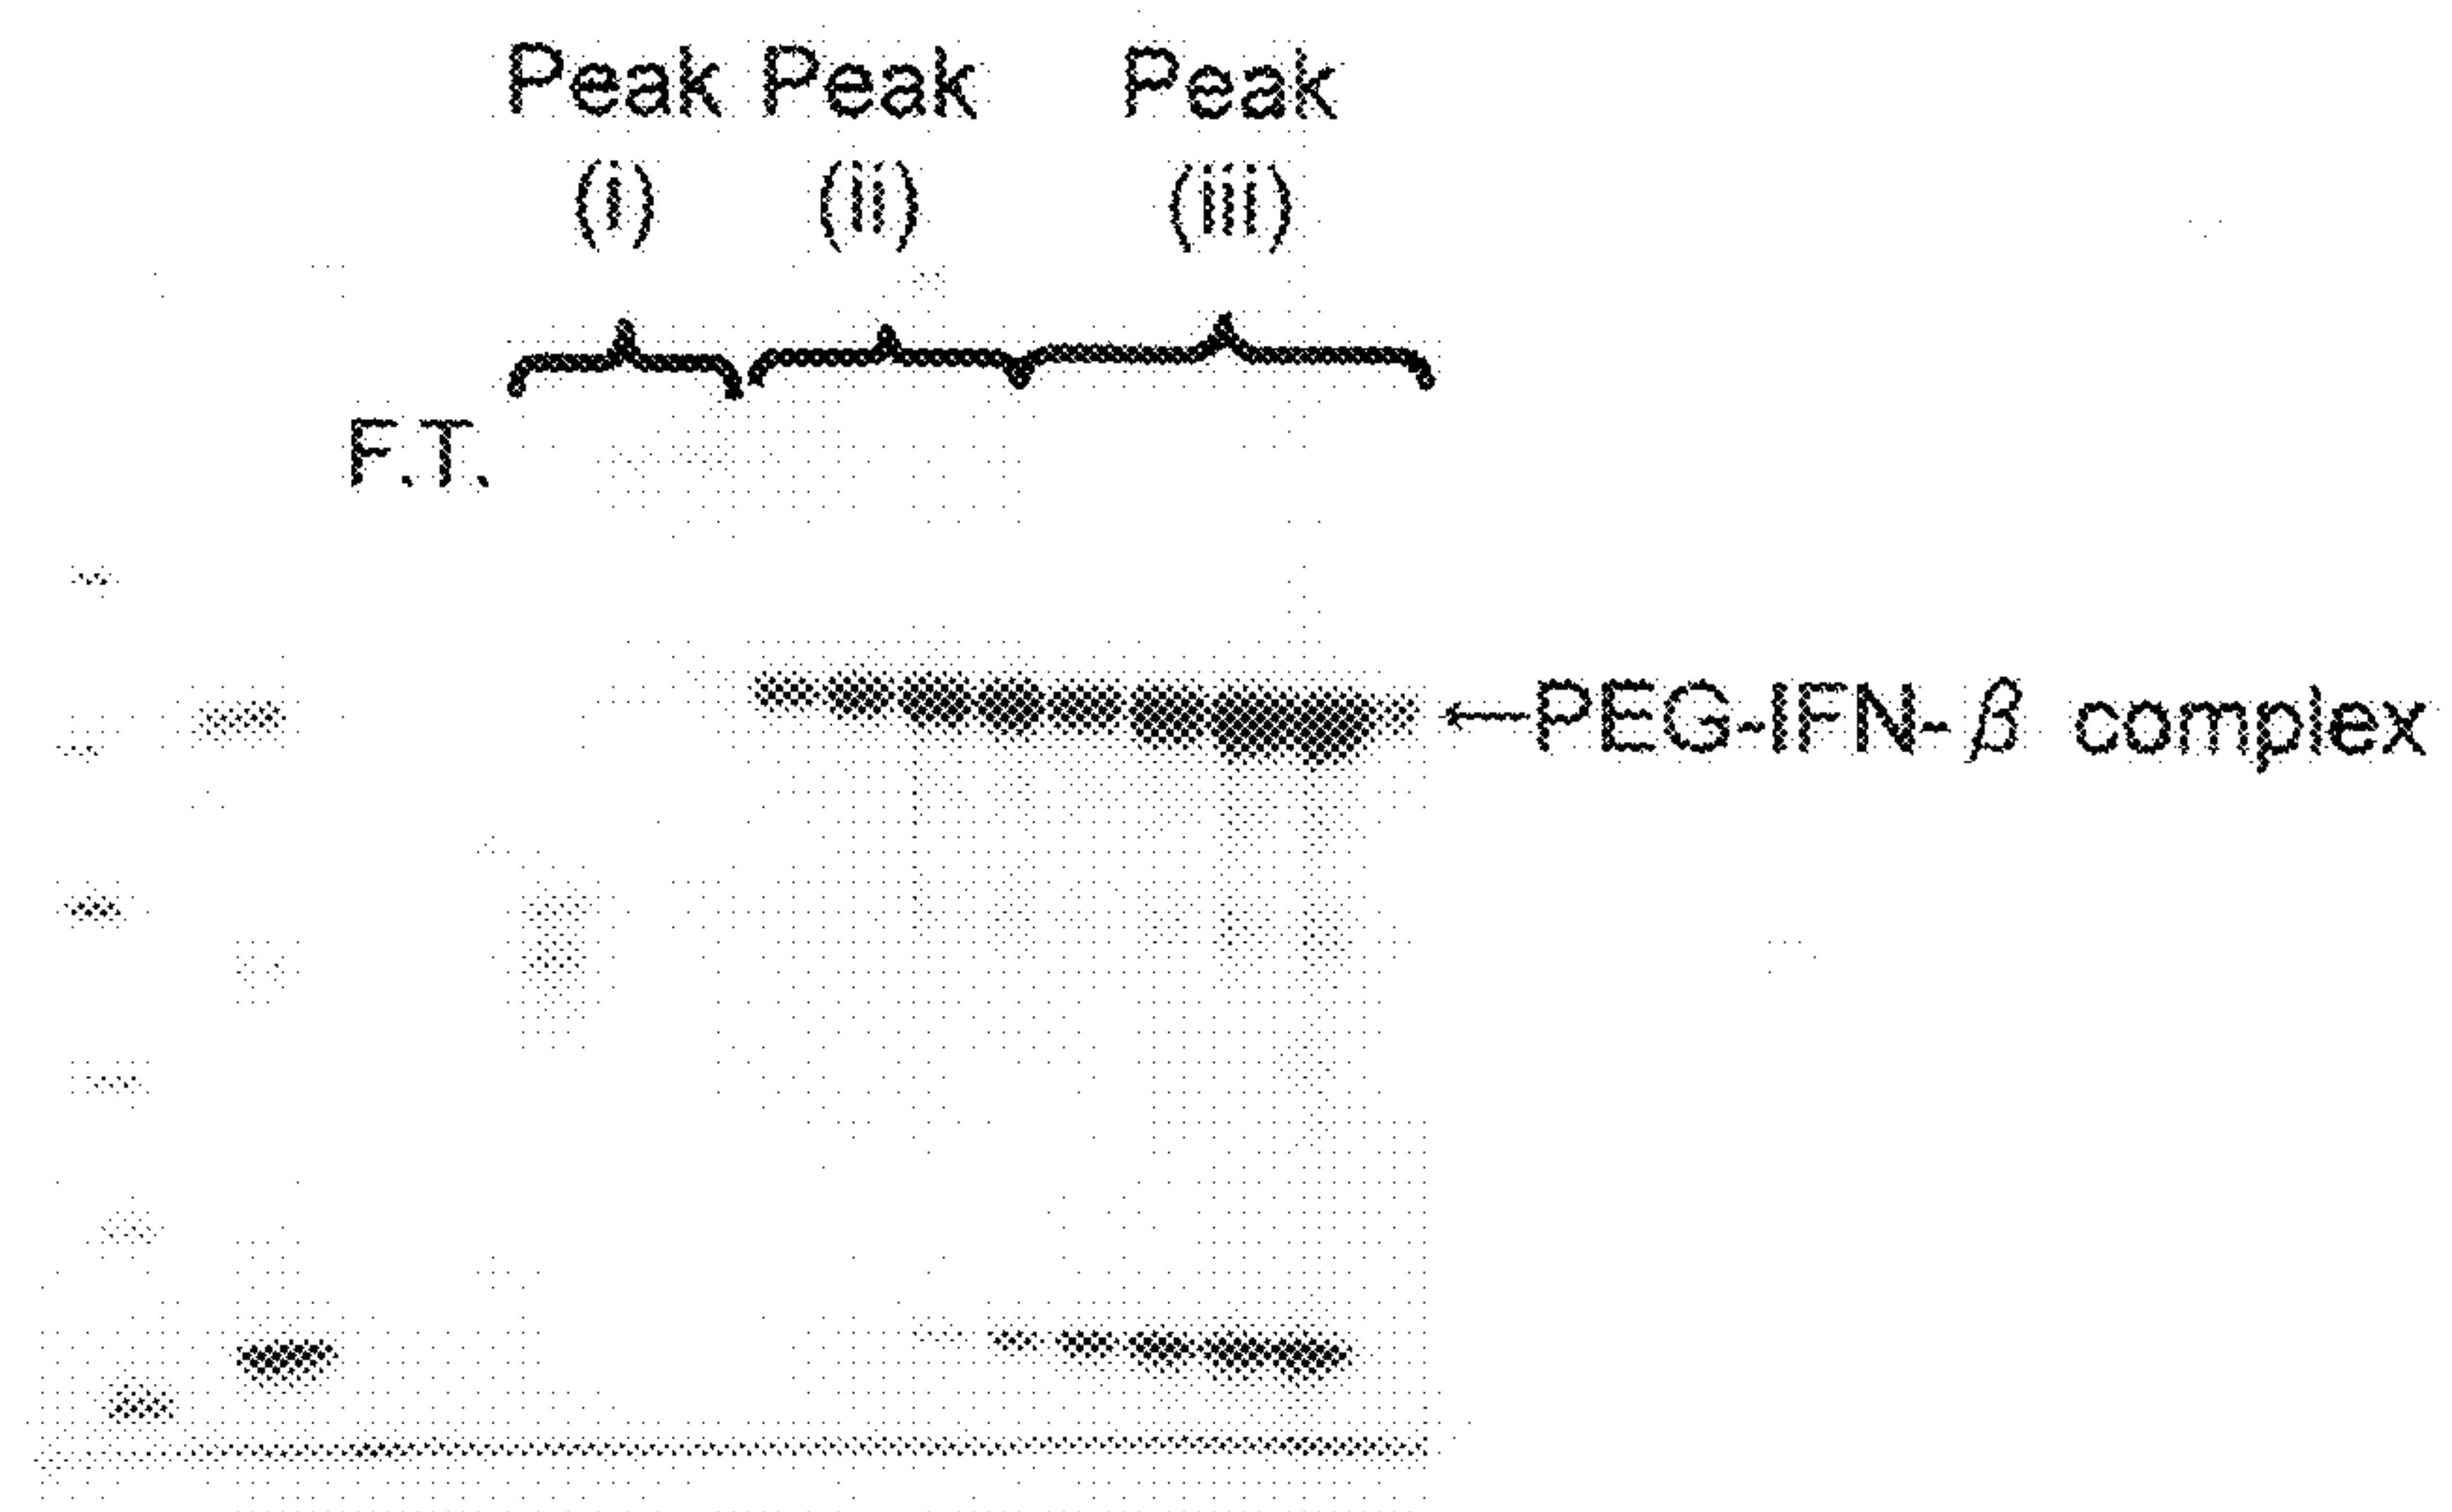 Peak Peak Peak
(i) (ii) (iii)
F.T.
←PEG-IFN-β complex